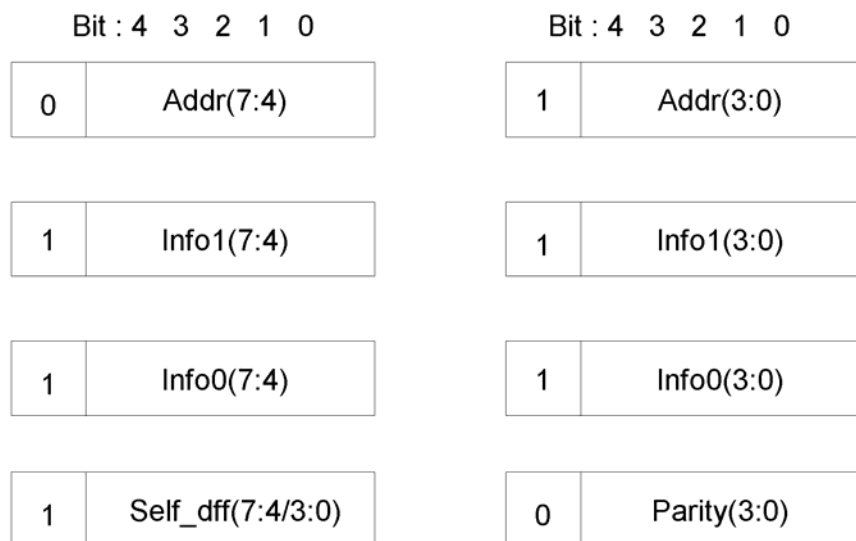 Bit : 4 3 2 1 0 Bit : 4 3 2 1 0
0 Addr(7:4) 1 Addr(3:0)
1 Info1(7:4) 1 Info1(3:0)
1 Info0(7:4) 1 Info0(3:0)
1 Self_dff(7:4/3:0) 0 Parity(3:0)